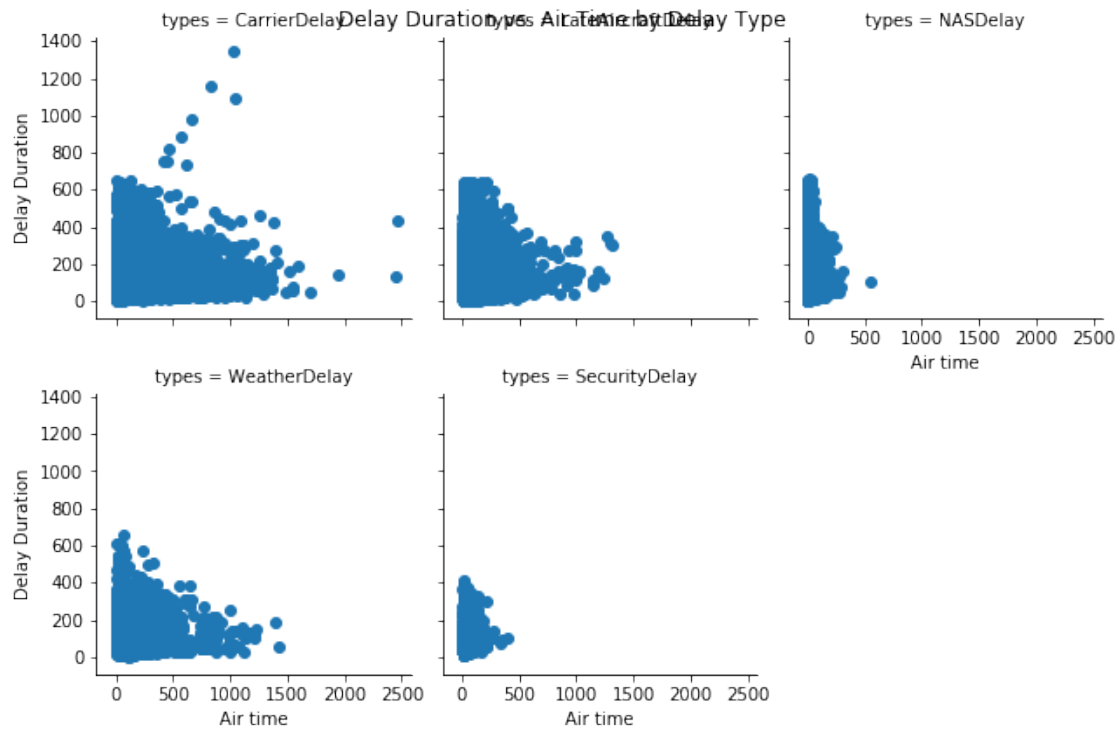 Delay Duration vs Air Time by Delay Type
types = CarrierDelay
types = LateAircraftDelay
types = NASDelay
1400
1200
1000
800
600
400
200
0
Delay Duration
0 500 1000 1500 2000 2500
Air time
types = WeatherDelay
types = SecurityDelay
1400
1200
1000
800
600
400
200
0
Delay Duration
0 500 1000 1500 2000 2500
Air time
0 500 1000 1500 2000 2500
Air time